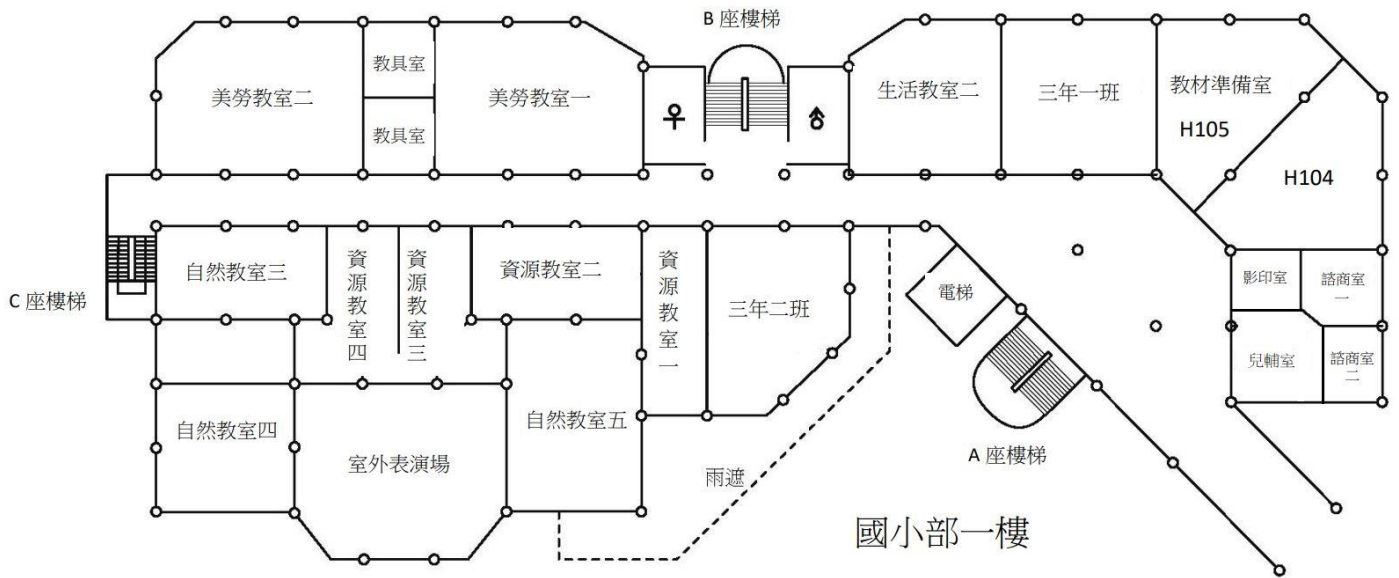 B 座樓梯
美勞教室二
教具室
教具室
美勞教室一
生活教室二
三年一班
教材準備室
H105
H104
自然教室三
資源教室四
資源教室三
資源教室二
資源教室一
三年二班
電梯
影印室
諮商室
一
C 座樓梯
兒輔室
諮商室
二
自然教室四
室外表演場
自然教室五
雨遮
A 座樓梯
國小部一樓